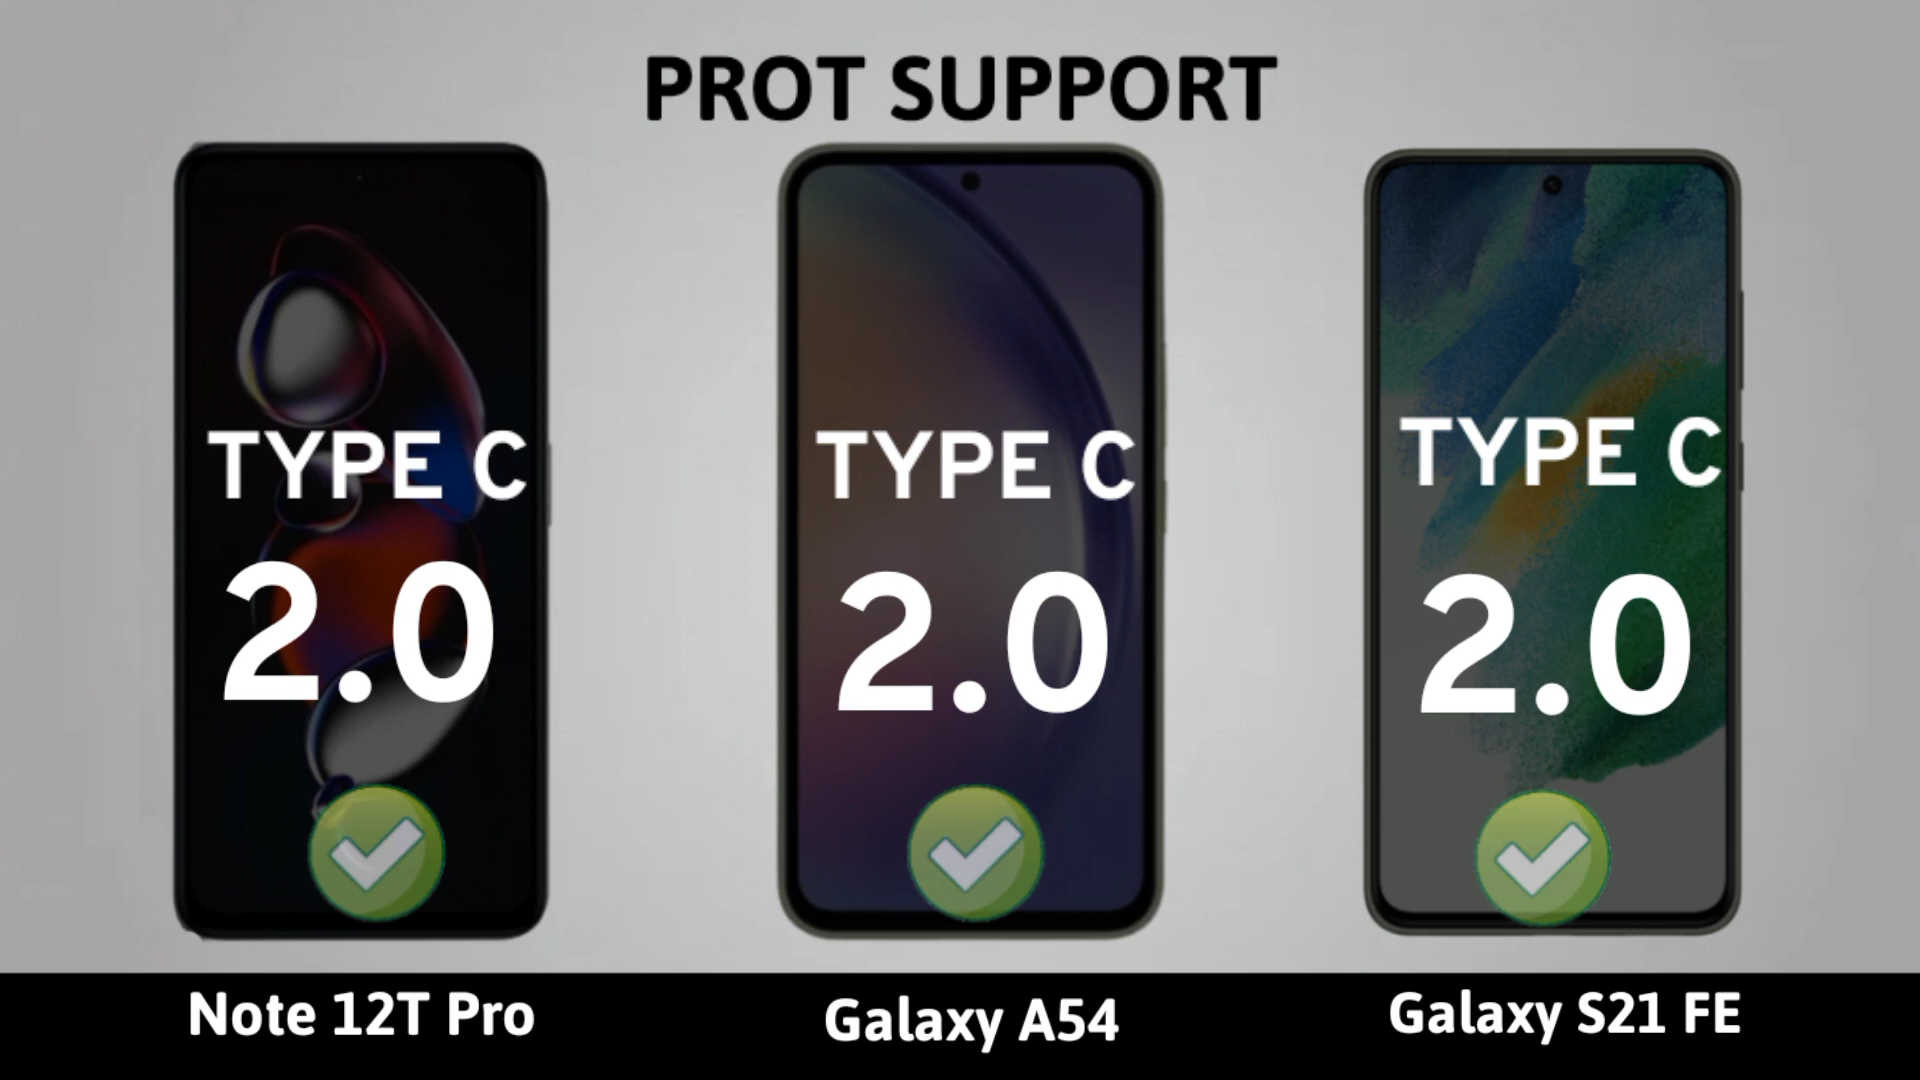 PROT SUPPORT
TYPE C
2.0
TYPE C
2.0
TYPE C
2.0
Note 12T Pro
Galaxy A54
Galaxy S21 FE